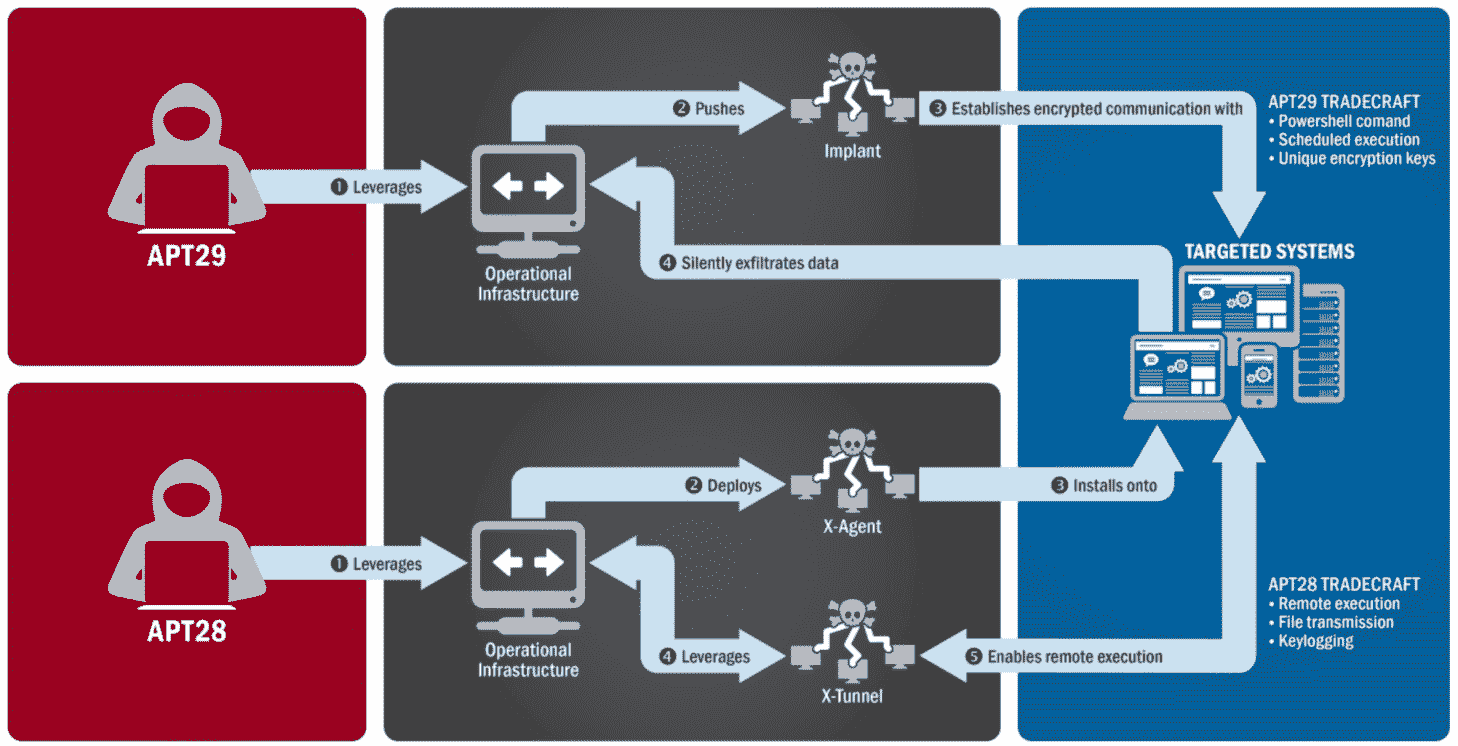 APT29
❶ Leverages
Operational
Infrastructure
❷ Pushes
Implant
❸ Establishes encrypted communication with
❹ Silently exfiltrates data
APT29 TRADECRAFT
• Powershell comand
• Scheduled execution
• Unique encryption keys
TARGETED SYSTEMS
APT28
❶ Leverages
Operational
Infrastructure
❷ Deploys
X-Agent
❸ Installs onto
❹ Leverages
X-Tunnel
❺ Enables remote execution
APT28 TRADECRAFT
• Remote execution
• File transmission
• Keylogging